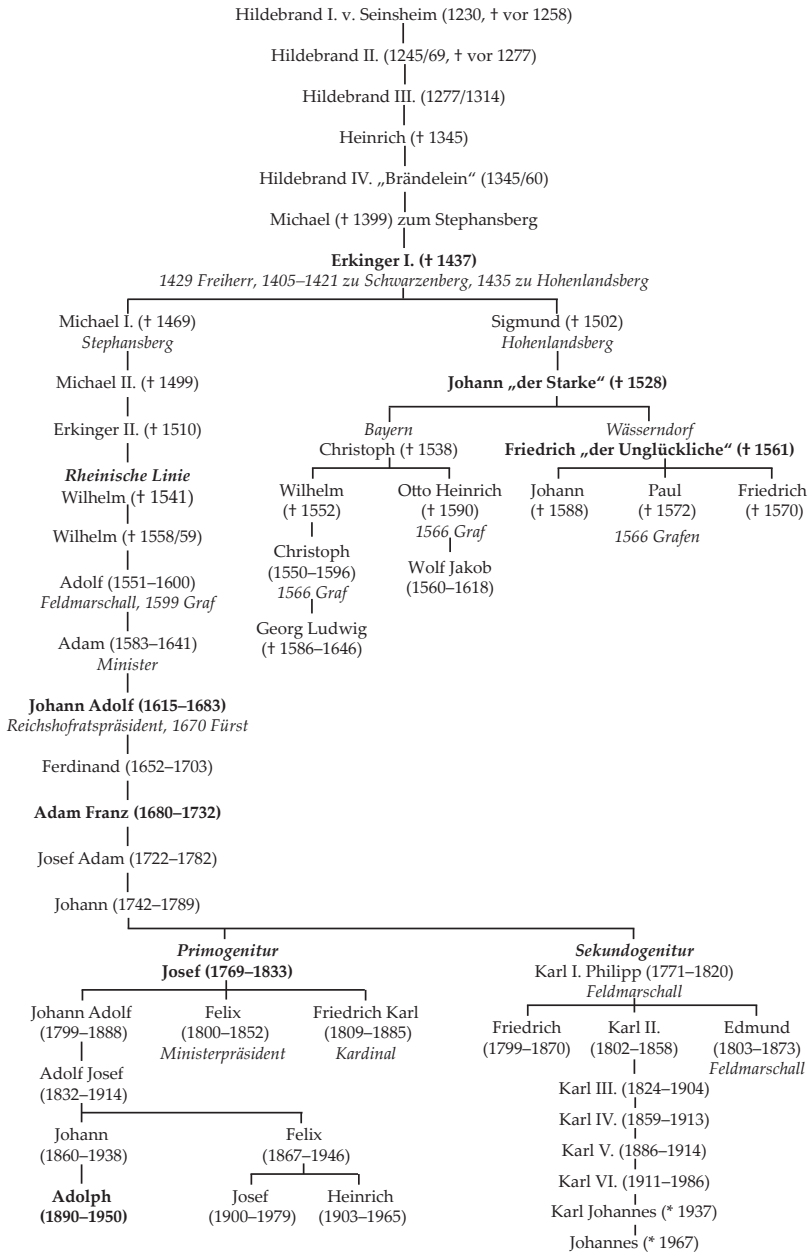 Hildebrand I. v. Seinsheim (1230, † vor 1258)
Hildebrand II. (1245/69, † vor 1277)
Hildebrand III. (1277/1314)
Heinrich († 1345)
Hildebrand IV. „Brändelein“ (1345/60)
Michael († 1399) zum Stephansberg
Erkinger I. († 1437)
1429 Freiherr, 1405–1421 zu Schwarzenberg, 1435 zu Hohenlandsberg
Michael I. († 1469)
Stephansberg
Michael II. († 1499)
Erkinger II. († 1510)
Rheinische Linie
Wilhelm († 1541)
Wilhelm († 1558/59)
Adolf (1551–1600)
Feldmarschall, 1599 Graf
Adam (1583–1641)
Minister
Johann Adolf (1615–1683)
Reichshofratspräsident, 1670 Fürst
Ferdinand (1652–1703)
Adam Franz (1680–1732)
Josef Adam (1722–1782)
Johann (1742–1789)
Sigmund († 1502)
Hohenlandsberg
Johann „der Starke“ († 1528)
Bayern
Christoph († 1538)
Wilhelm
(† 1552)
Christoph
(1550–1596)
1566 Graf
Georg Ludwig
(† 1586–1646)
Otto Heinrich
(† 1590)
1566 Graf
Wolf Jakob
(1560–1618)
Wässerndorf
Friedrich „der Unglückliche“ († 1561)
Johann
(† 1588)
Paul
(† 1572)
Friedrich
(† 1570)
1566 Grafen
Primogenitur
Josef (1769–1833)
Johann Adolf
(1799–1888)
Felix
(1800–1852)
Ministerpräsident
Friedrich Karl
(1809–1885)
Kardinal
Adolf Josef
(1832–1914)
Johann
(1860–1938)
Adolph
(1890–1950)
Felix
(1867–1946)
Josef
(1900–1979)
Heinrich
(1903–1965)
Sekundogenitur
Karl I. Philipp (1771–1820)
Feldmarschall
Friedrich
(1799–1870)
Karl II.
(1802–1858)
Edmund
(1803–1873)
Feldmarschall
Karl III. (1824–1904)
Karl IV. (1859–1913)
Karl V. (1886–1914)
Karl VI. (1911–1986)
Karl Johannes (* 1937)
Johannes (* 1967)